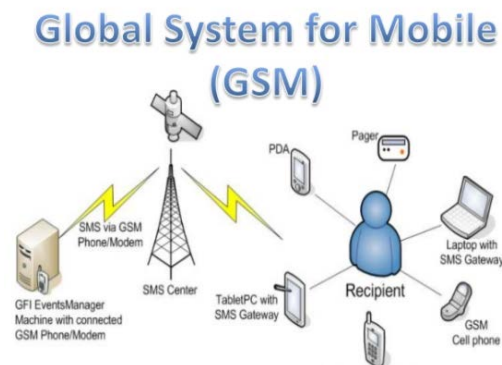 Global System for Mobile
(GSM)
PDA
Pager
SMS via GSM
Phone/Modem
SMS Center
GFI EventsManager
Machine with connected
GSM Phone/Modem
TabletPC with
SMS Gateway
Recipient
Laptop with
SMS Gateway
GSM
Cell phone